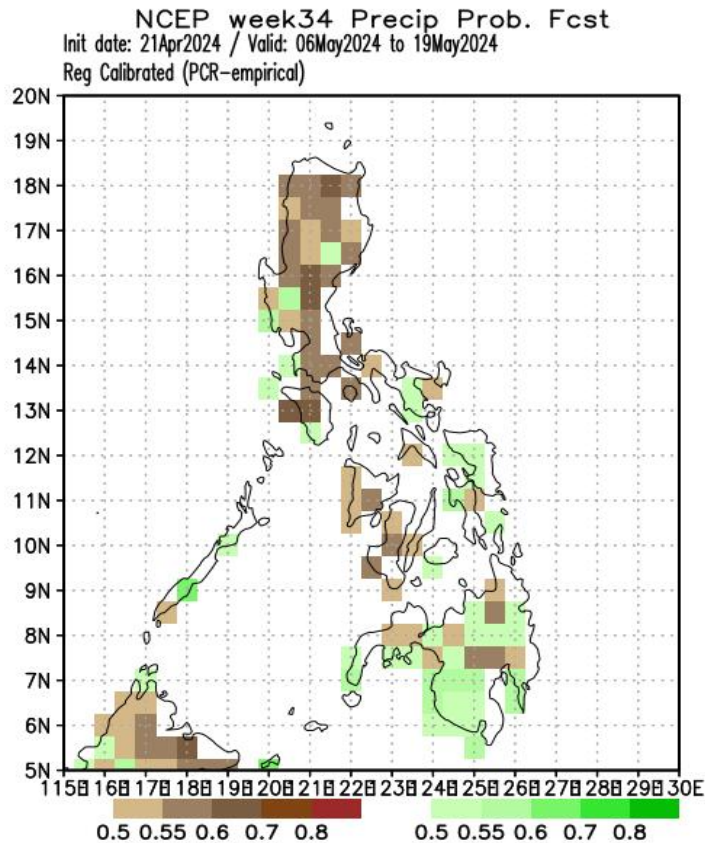 NCEP week34 Precip Prob. Fcst
Init date: 21Apr2024 / Valid: 06May2024 to 19May2024
Reg Calibrated (PCR-empirical)
20N
19N
18N
17N
16N
15N
14N
13N
12N
11N
10N
9N
8N
7N
6N
5N
115E 116E 117E 118E 119E 120E 121E 122E 123E 124E 125E 126E 127E 128E 129E 130E
0.5 0.55 0.6 0.7 0.8 0.5 0.55 0.6 0.7 0.8